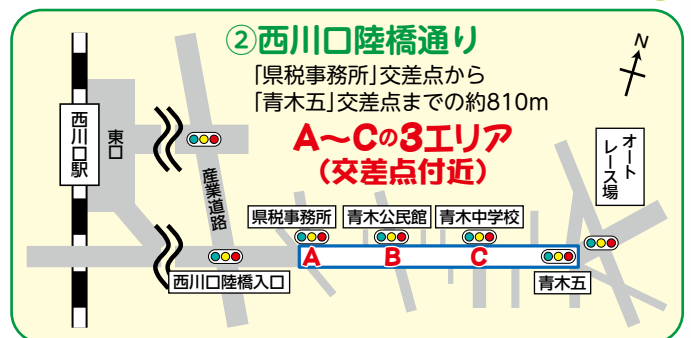 ②西川口陸橋通り
「県税事務所」交差点から
「青木五」交差点までの約810m
A〜Cの3エリア
(交差点付近)
N
西川口駅
東口
産業道路
オート
レース場
県税事務所
青木公民館
青木中学校
A
B
C
西川口陸橋入口
青木五